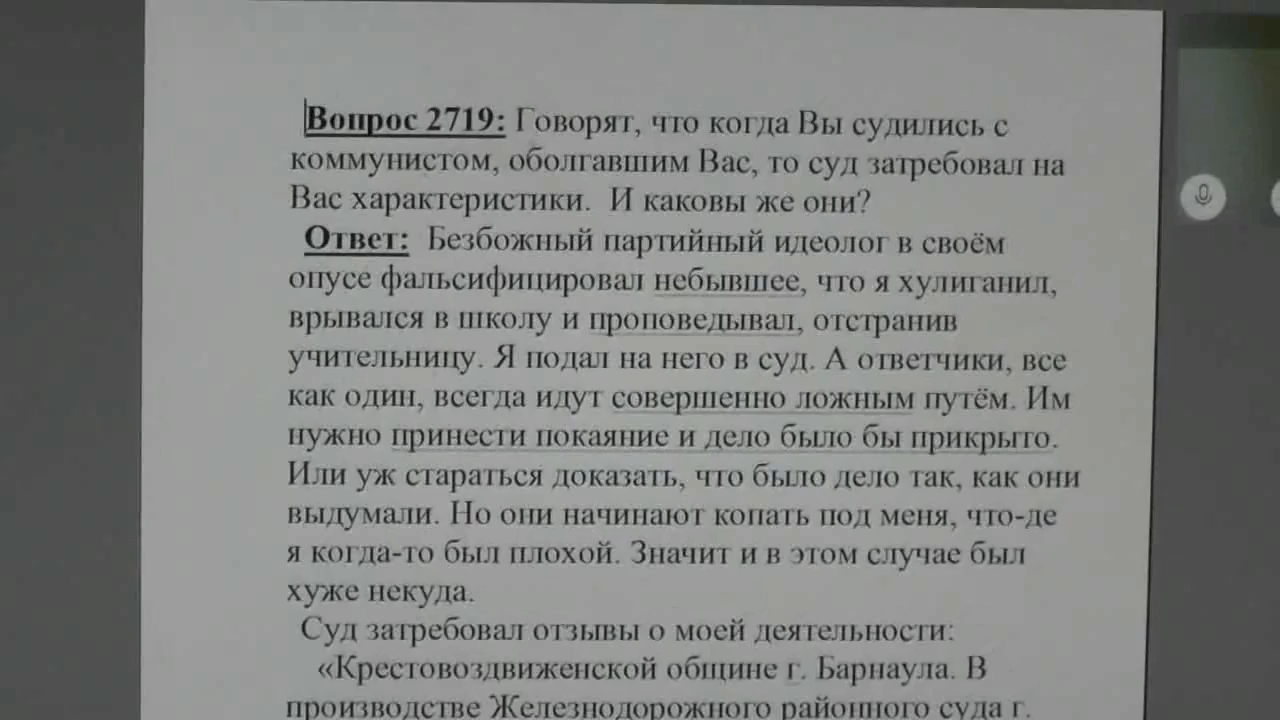 Вопрос 2719: Говорят, что когда Вы судились с
коммунистом, оболгавшим Вас, то суд затребовал на
Вас характеристики. И каковы же они?
Ответ: Безбожный партийный идеолог в своём
опусе фальсифицировал небывшее, что я хулиганил,
врывался в школу и проповедывал, отстранив
учительницу. Я подал на него в суд. А ответчики, все
как один, всегда идут совершенно ложным путём. Им
нужно принести покаяние и дело было бы прикрыто.
Или уж стараться доказать, что было дело так, как они
выдумали. Но они начинают копать под меня, что-де
я когда-то был плохой. Значит и в этом случае был
хуже некуда.
Суд затребовал отзывы о моей деятельности:
«Крестовоздвиженской общине г. Барнаула. В
производстве Железнодорожного районного суда г.